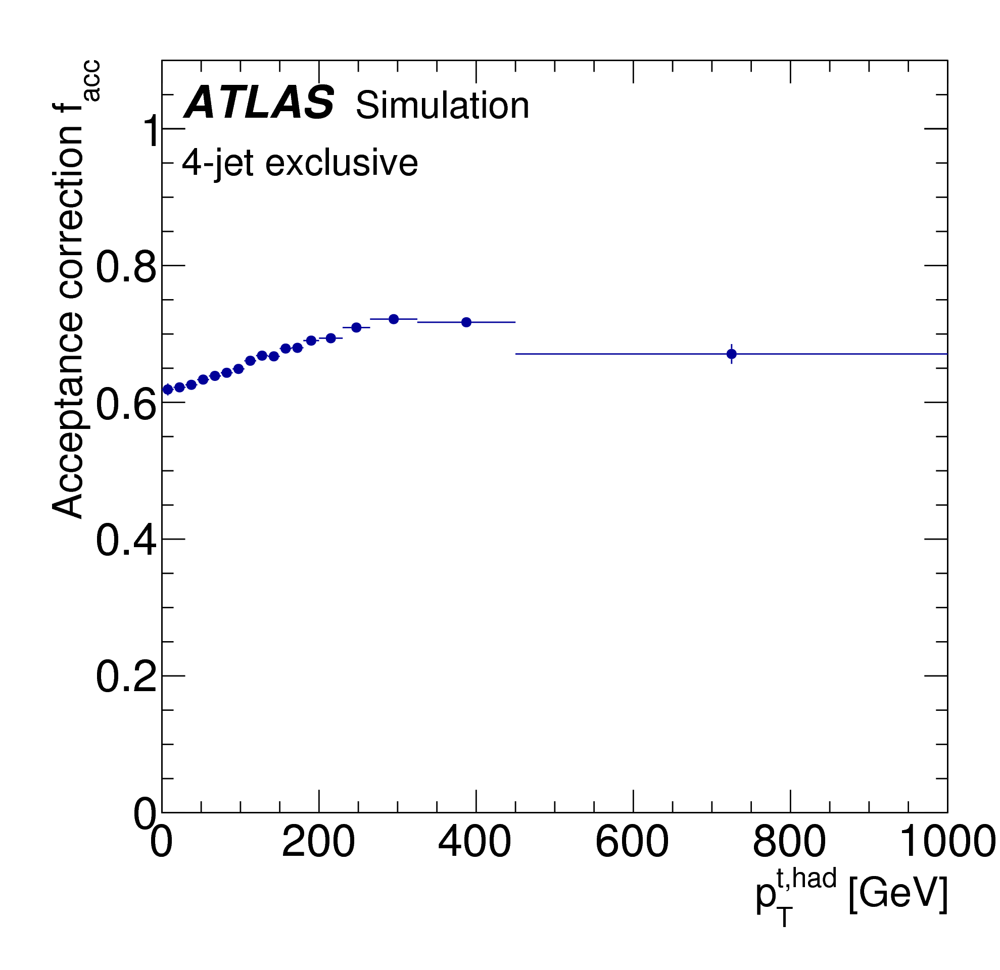 ATLAS Simulation
4-jet exclusive
Acceptance correction f_acc
1
0.8
0.6
0.4
0.2
0
0 200 400 600 800 1000
p_T^t,had [GeV]